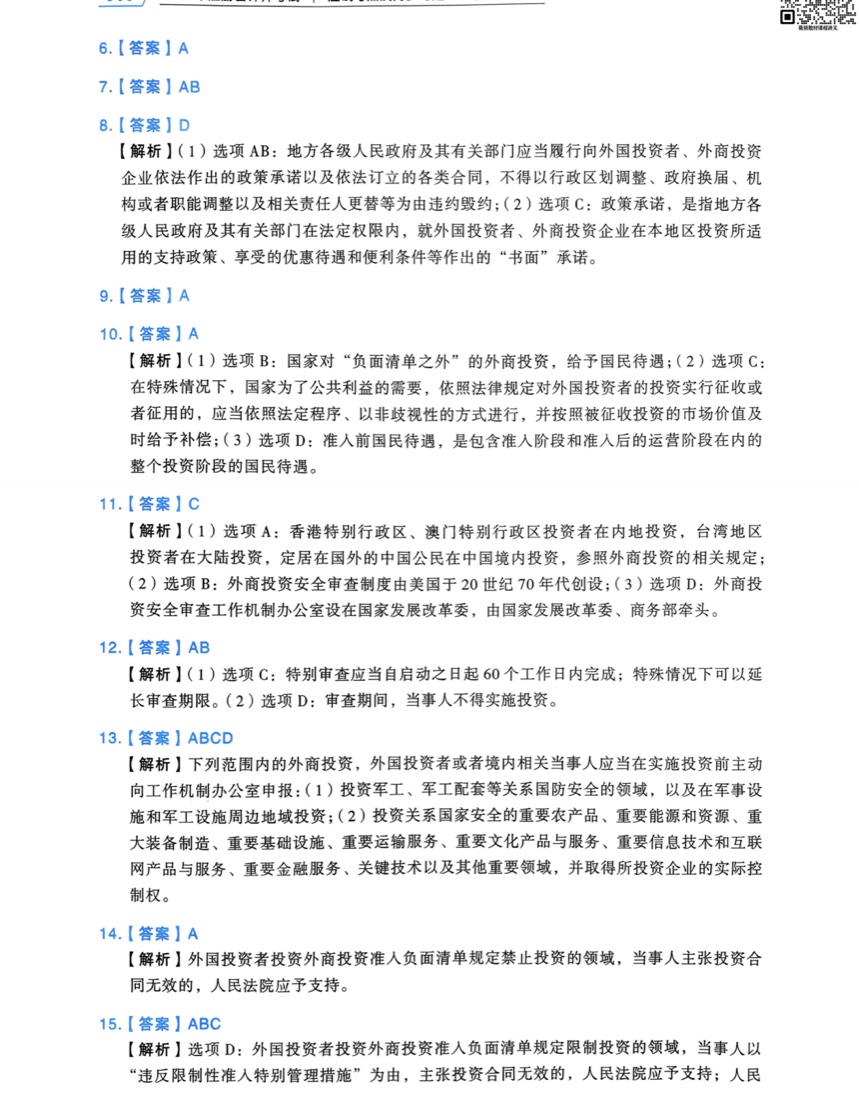 6.【答案】A
7.【答案】AB
8.【答案】D
【解析】(1)选项 AB：地方各级人民政府及其有关部门应当履行向外国投资者、外商投资
企业依法作出的政策承诺以及依法订立的各类合同，不得以行政区划调整、政府换届、机
构或者职能调整以及相关责任人更替等为由违约毁约；(2)选项 C：政策承诺，是指地方各
级人民政府及其有关部门在法定权限内，就外国投资者、外商投资企业在本地区投资所适
用的支持政策、享受的优惠待遇和便利条件等作出的“书面”承诺。
9.【答案】A
10.【答案】A
【解析】(1)选项 B：国家对“负面清单之外”的外商投资，给予国民待遇；(2)选项 C：
在特殊情况下，国家为了公共利益的需要，依照法律规定对外国投资者的投资实行征收或
者征用的，应当依照法定程序、以非歧视性的方式进行，并按照被征收投资的市场价值及
时给予补偿；(3)选项 D：准入前国民待遇，是包含准入阶段和准入后的运营阶段在内的
整个投资阶段的国民待遇。
11.【答案】C
【解析】(1)选项 A：香港特别行政区、澳门特别行政区投资者在内地投资，台湾地区
投资者在大陆投资，定居在国外的中国公民在中国境内投资，参照外商投资的相关规定；
(2)选项 B：外商投资安全审查制度由美国于 20 世纪 70 年代创设；(3)选项 D：外商投
资安全审查工作机制办公室设在国家发展改革委，由国家发展改革委、商务部牵头。
12.【答案】AB
【解析】(1)选项 C：特别审查应当自启动之日起 60 个工作日内完成；特殊情况下可以延
长审查期限。(2)选项 D：审查期间，当事人不得实施投资。
13.【答案】ABCD
【解析】下列范围内的外商投资，外国投资者或者境内相关当事人应当在实施投资前主动
向工作机制办公室申报：(1)投资军工、军工配套等关系国防安全的领域，以及在军事设
施和军工设施周边地域投资；(2)投资关系国家安全的重要农产品、重要能源和资源、重
大装备制造、重要基础设施、重要运输服务、重要文化产品与服务、重要信息技术和互联
网产品与服务、重要金融服务、关键技术以及其他重要领域，并取得所投资企业的实际控
制权。
14.【答案】A
【解析】外国投资者投资外商投资准入负面清单规定禁止投资的领域，当事人主张投资合
同无效的，人民法院应予支持。
15.【答案】ABC
【解析】选项 D：外国投资者投资外商投资准入负面清单规定限制投资的领域，当事人以
“违反限制性准入特别管理措施”为由，主张投资合同无效的，人民法院应予支持；人民